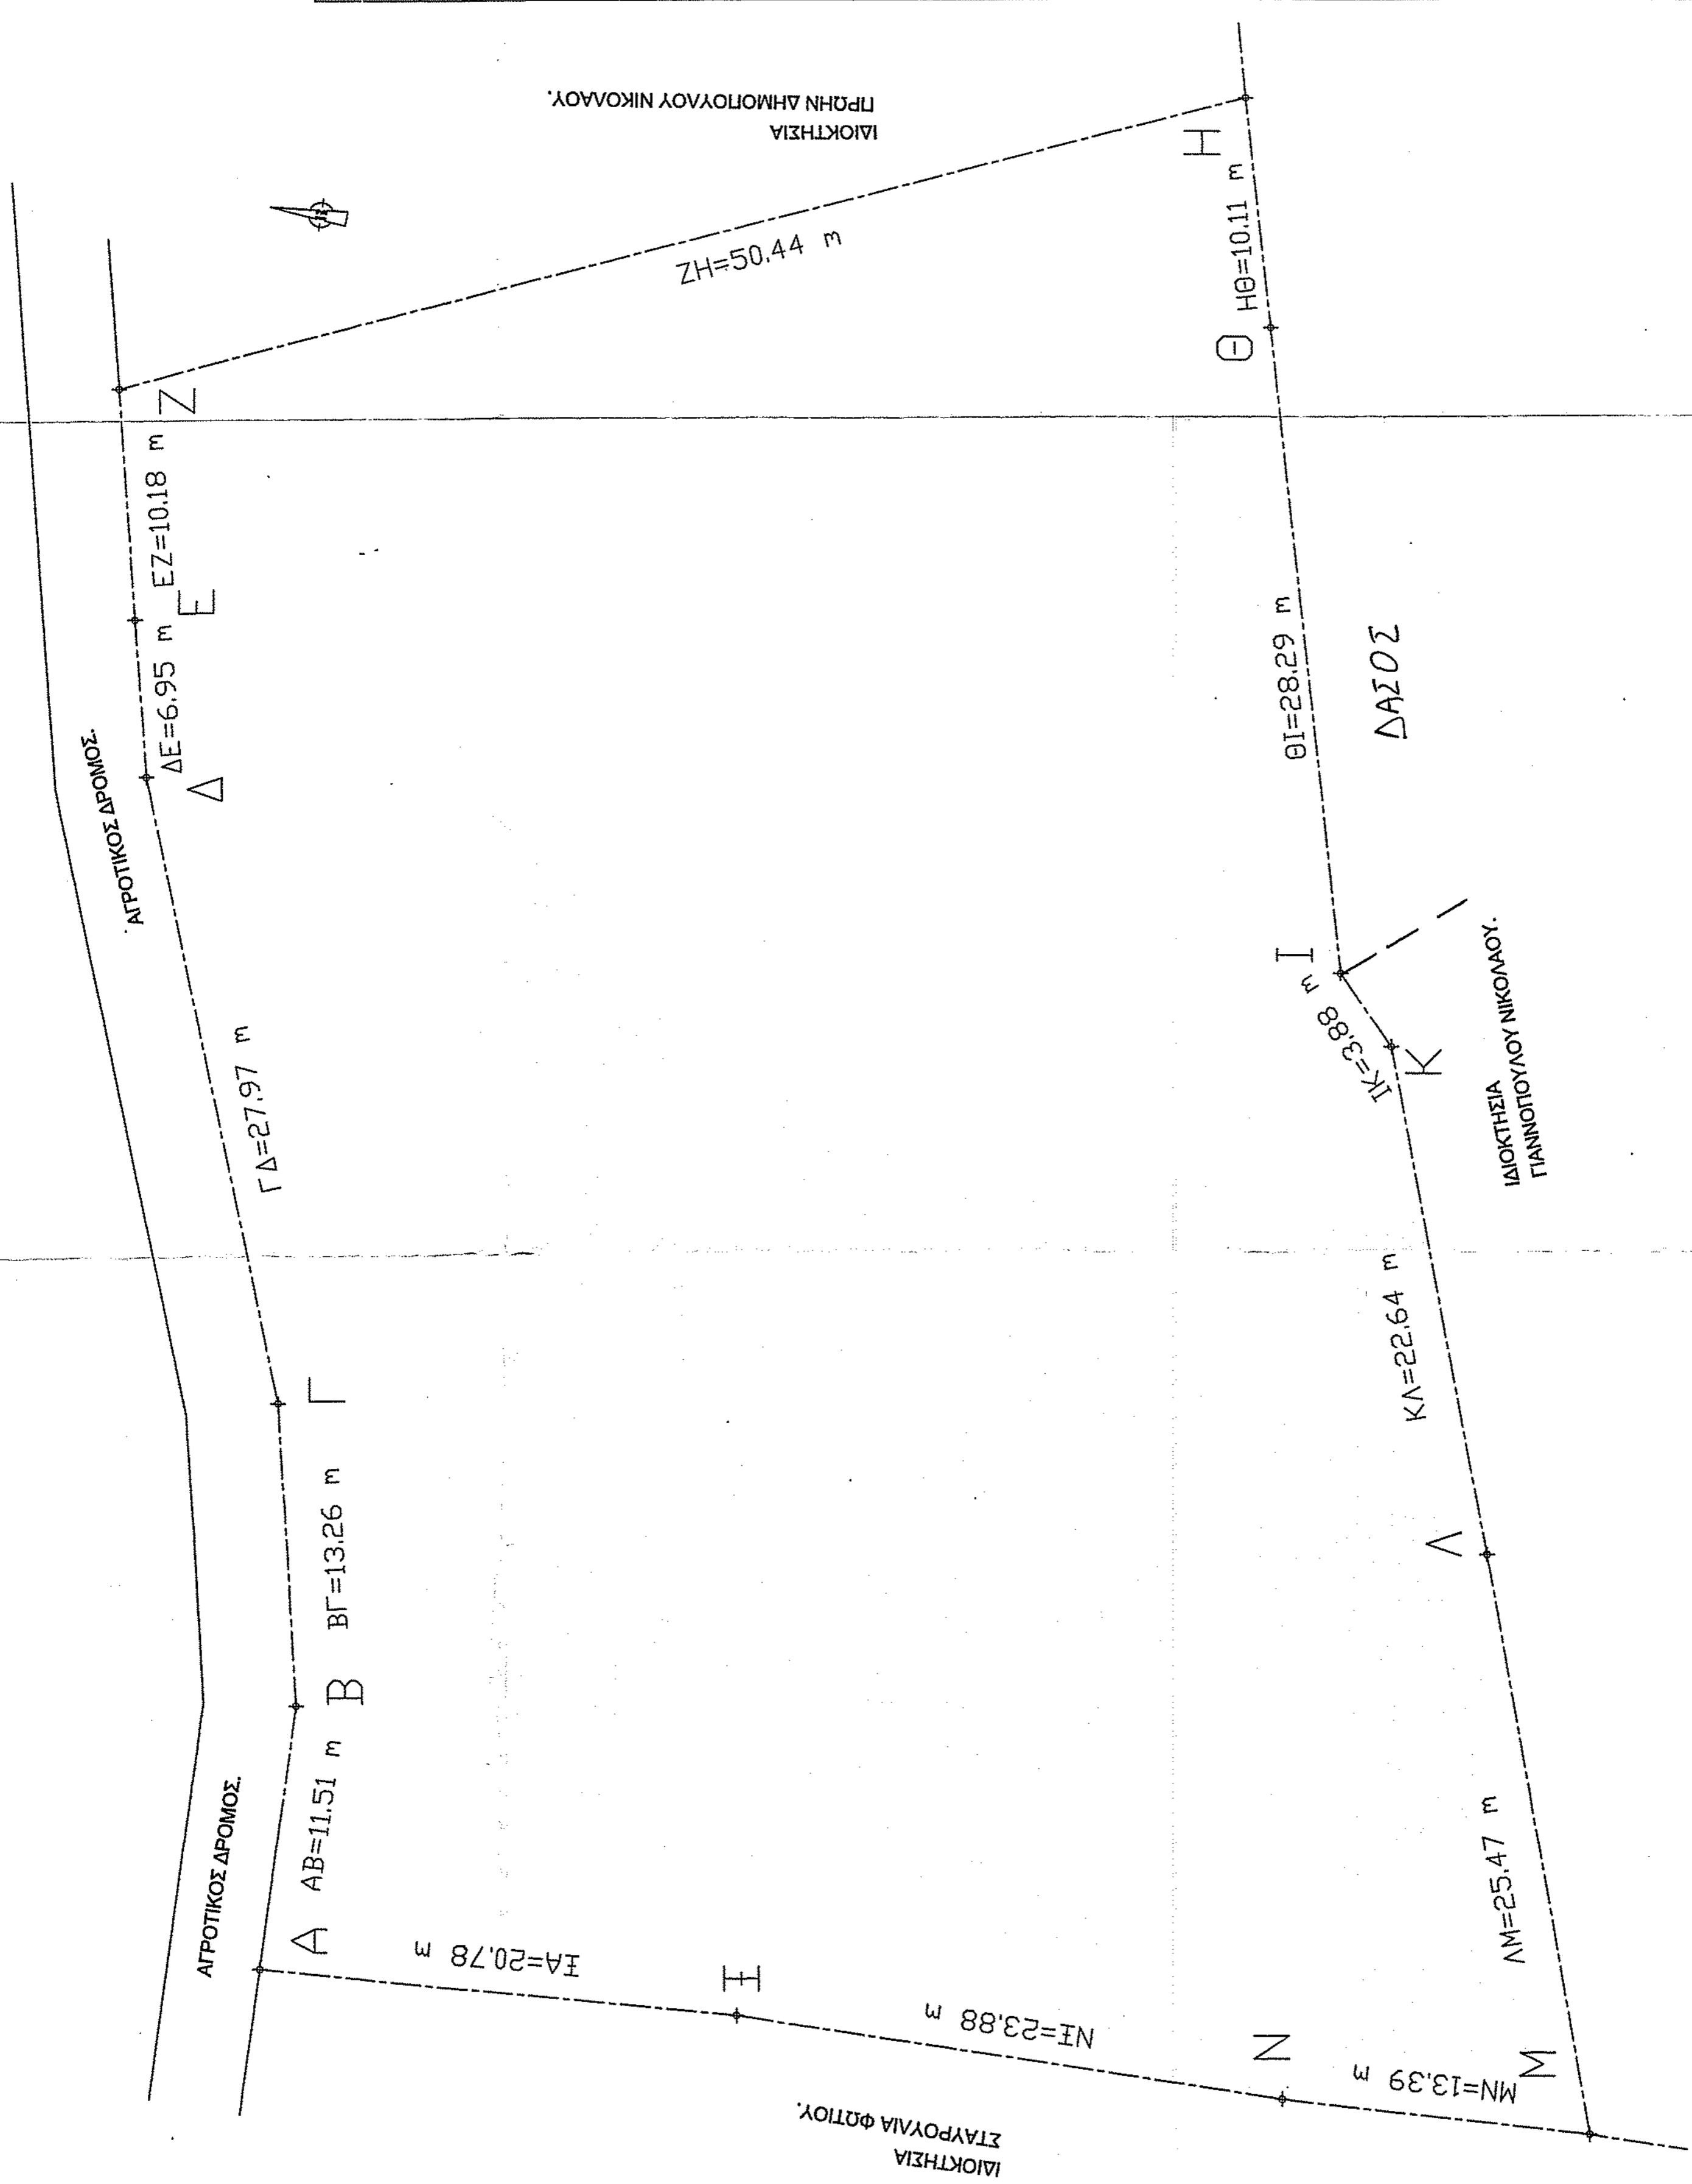 ΑΓΡΟΤΙΚΟΣ ΔΡΟΜΟΣ.
ΑΓΡΟΤΙΚΟΣ ΔΡΟΜΟΣ.
Α
ΑΒ=11.51 m
Β
ΒΓ=13.26 m
Γ
ΓΔ=27.97 m
Δ
ΔΕ=6.95 m
Ε
ΕΖ=10.18 m
Ζ
ΖΗ=50.44 m
ΙΔΙΟΚΤΗΣΙΑ
ΠΡΩΗΝ ΔΗΜΟΠΟΥΛΟΥ ΝΙΚΟΛΑΟΥ.
Η
ΗΘ=10.11 m
Θ
ΘΙ=28.29 m
ΔΑΣΟΣ
Ι
ΙΚ=3.88 m
Κ
ΙΔΙΟΚΤΗΣΙΑ
ΓΙΑΝΝΟΠΟΥΛΟΥ ΝΙΚΟΛΑΟΥ.
ΚΛ=22.64 m
Λ
ΛΜ=25.47 m
Μ
ΜΝ=13.39 m
Ν
ΝΞ=23.88 m
Ξ
ΞΑ=20.78 m
ΙΔΙΟΚΤΗΣΙΑ
ΣΤΑΥΡΟΥΛΙΑ ΦΩΤΙΟΥ.